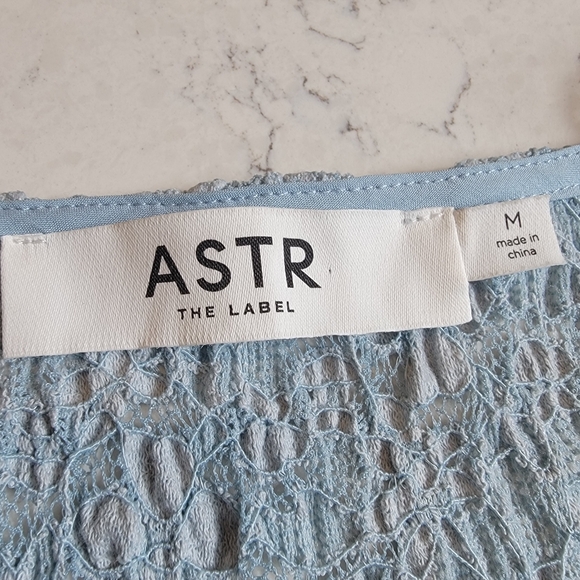 ASTR
THE LABEL
M
made in
china